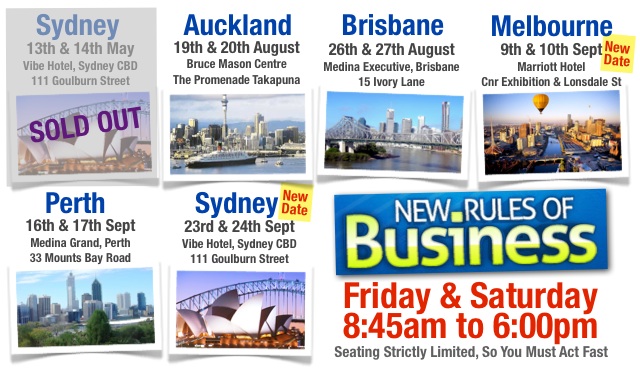 Sydney
13th & 14th May
Vibe Hotel, Sydney CBD
111 Goulburn Street
SOLD OUT
Auckland
19th & 20th August
Bruce Mason Centre
The Promenade Takapuna
Brisbane
26th & 27th August
Medina Executive, Brisbane
15 Ivory Lane
Melbourne
9th & 10th Sept
New
Date
Marriott Hotel
Cnr Exhibition & Lonsdale St
Perth
16th & 17th Sept
Medina Grand, Perth
33 Mounts Bay Road
Sydney
New
Date
23rd & 24th Sept
Vibe Hotel, Sydney CBD
111 Goulburn Street
NEW RULES OF
Business
Friday & Saturday
8:45am to 6:00pm
Seating Strictly Limited, So You Must Act Fast